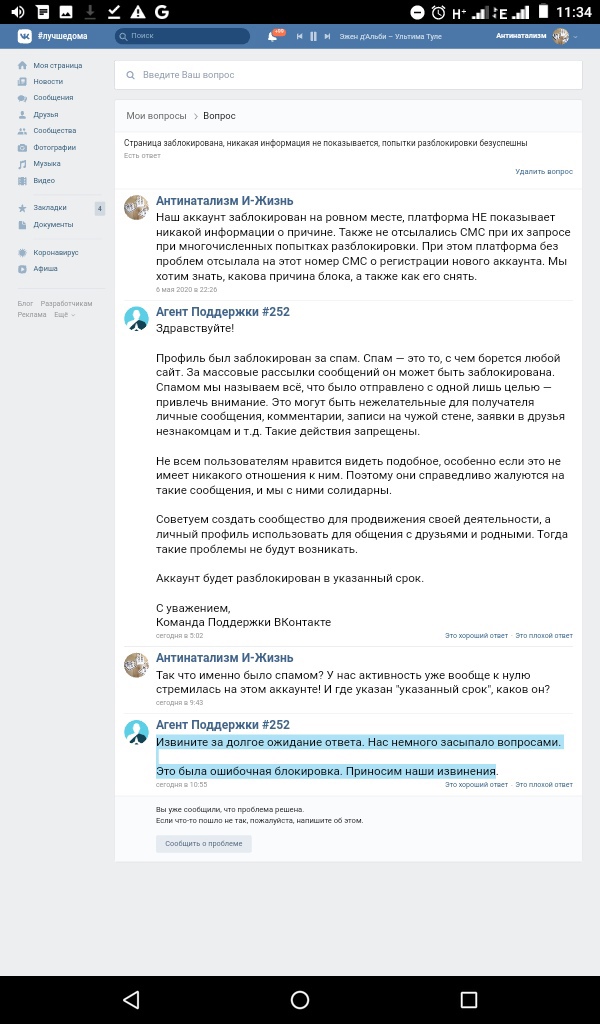 11:34
#лучшедома
Поиск
Эжен д'Альби – Ультима Туле
Антинатализм
Моя страница
Новости
Сообщения
Друзья
Сообщества
Фотографии
Музыка
Видео
Закладки 4
Документы
Коронавирус
Афиша
Блог Разработчикам
Реклама Ещё
Введите Ваш вопрос
Мои вопросы > Вопрос
Страница заблокирована, никакая информация не показывается, попытки разблокировки безуспешны
Есть ответ
Удалить вопрос
Антинатализм И-Жизнь
Наш аккаунт заблокирован на ровном месте, платформа НЕ показывает
никакой информации о причине. Также не отсылались СМС при их запросе
при многочисленных попытках разблокировки. При этом платформа без
проблем отсылала на этот номер СМС о регистрации нового аккаунта. Мы
хотим знать, какова причина блока, а также как его снять.
6 мая 2020 в 22:26
Агент Поддержки #252
Здравствуйте!
Профиль был заблокирован за спам. Спам — это то, с чем борется любой
сайт. За массовые рассылки сообщений он может быть заблокирована.
Спамом мы называем всё, что было отправлено с одной лишь целью —
привлечь внимание. Это могут быть нежелательные для получателя
личные сообщения, комментарии, записи на чужой стене, заявки в друзья
незнакомцам и т.д. Такие действия запрещены.
Не всем пользователям нравится видеть подобное, особенно если это не
имеет никакого отношения к ним. Поэтому они справедливо жалуются на
такие сообщения, и мы с ними солидарны.
Советуем создать сообщество для продвижения своей деятельности, а
личный профиль использовать для общения с друзьями и родными. Тогда
такие проблемы не будут возникать.
Аккаунт будет разблокирован в указанный срок.
С уважением,
Команда Поддержки ВКонтакте
сегодня в 5:02 Это хороший ответ · Это плохой ответ
Антинатализм И-Жизнь
Так что именно было спамом? У нас активность уже вообще к нулю
стремилась на этом аккаунте! И где указан "указанный срок", каков он?
сегодня в 9:43
Агент Поддержки #252
Извините за долгое ожидание ответа. Нас немного засыпало вопросами.
Это была ошибочная блокировка. Приносим наши извинения.
сегодня в 10:55 Это хороший ответ · Это плохой ответ
Вы уже сообщили, что проблема решена.
Если что-то пошло не так, пожалуйста, напишите об этом.
Сообщить о проблеме